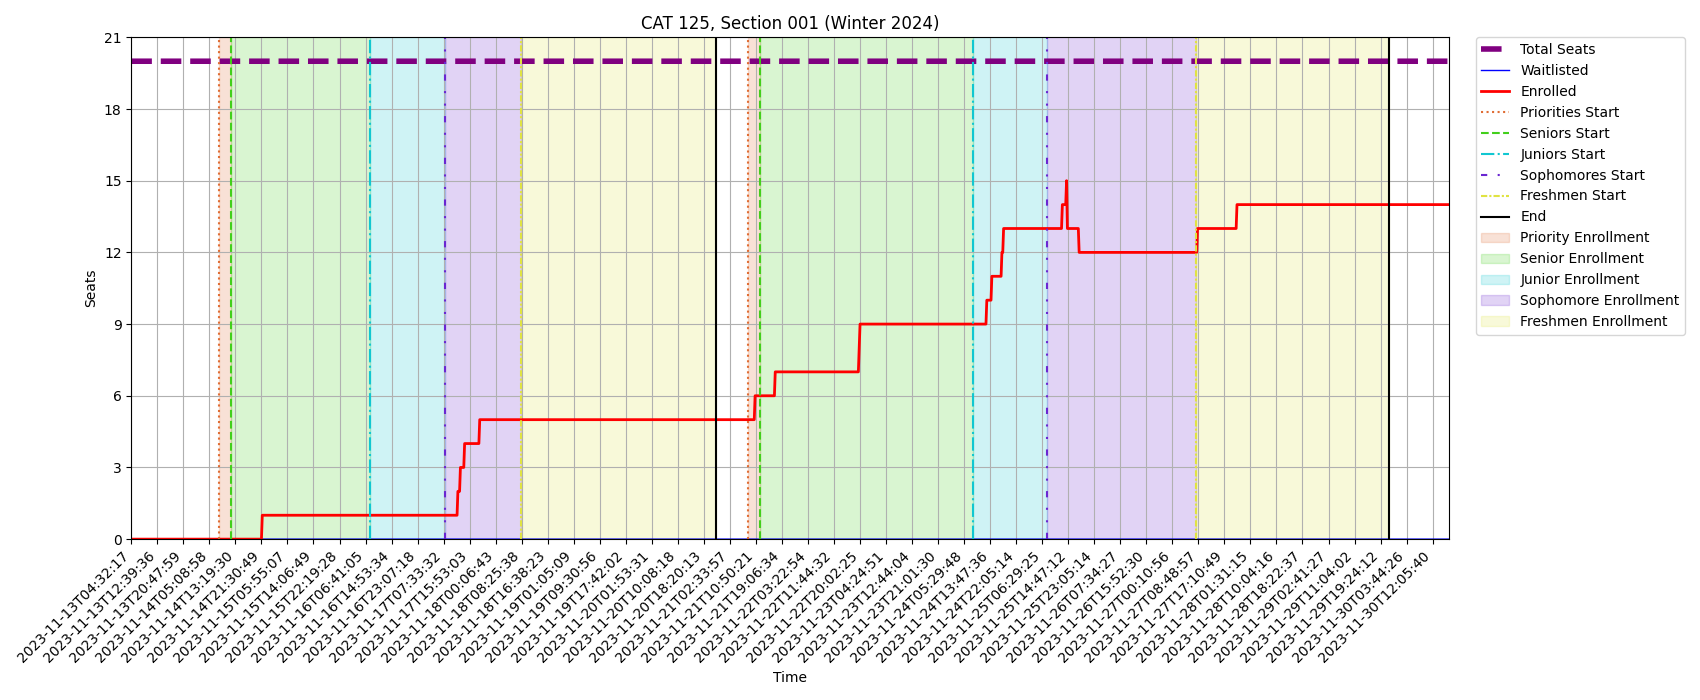 CAT 125, Section 001 (Winter 2024)
21
18
15
12
9
6
3
0
Seats
2023-11-13T04:32:17
2023-11-13T12:39:36
2023-11-13T20:47:59
2023-11-14T05:08:58
2023-11-14T13:19:30
2023-11-14T21:30:49
2023-11-15T05:55:07
2023-11-15T14:06:49
2023-11-15T22:19:28
2023-11-16T06:41:05
2023-11-16T14:53:34
2023-11-16T23:07:18
2023-11-17T07:33:32
2023-11-17T15:53:03
2023-11-18T00:06:43
2023-11-18T08:25:38
2023-11-18T16:38:23
2023-11-19T01:05:09
2023-11-19T09:30:56
2023-11-19T17:42:02
2023-11-20T01:53:31
2023-11-20T10:08:18
2023-11-20T18:20:13
2023-11-21T02:33:57
2023-11-21T10:50:21
2023-11-21T19:06:34
2023-11-22T03:22:54
2023-11-22T11:44:32
2023-11-22T20:02:25
2023-11-23T04:24:51
2023-11-23T12:44:04
2023-11-23T21:01:30
2023-11-24T05:29:48
2023-11-24T13:47:36
2023-11-24T22:05:14
2023-11-25T06:29:25
2023-11-25T14:47:12
2023-11-25T23:05:14
2023-11-26T07:34:27
2023-11-26T15:52:30
2023-11-27T00:10:56
2023-11-27T08:48:57
2023-11-27T17:10:49
2023-11-28T01:31:15
2023-11-28T10:04:16
2023-11-28T18:22:37
2023-11-29T02:41:27
2023-11-29T11:04:02
2023-11-29T19:24:12
2023-11-30T03:44:26
2023-11-30T12:05:40
Time
Total Seats
Waitlisted
Enrolled
Priorities Start
Seniors Start
Juniors Start
Sophomores Start
Freshmen Start
End
Priority Enrollment
Senior Enrollment
Junior Enrollment
Sophomore Enrollment
Freshmen Enrollment